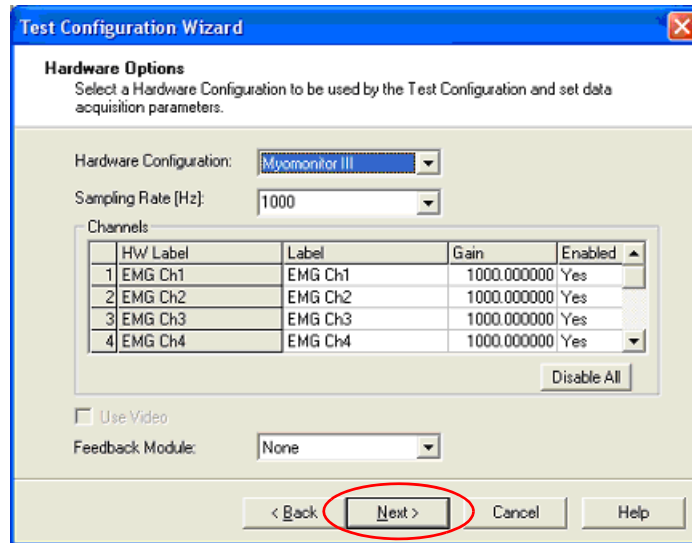 Test Configuration Wizard
Hardware Options
Select a Hardware Configuration to be used by the Test Configuration and set data
acquisition parameters.
Hardware Configuration: Myomonitor III
Sampling Rate [Hz]: 1000
Channels
HW Label Label Gain Enabled
1 EMG Ch1 EMG Ch1 1000.000000 Yes
2 EMG Ch2 EMG Ch2 1000.000000 Yes
3 EMG Ch3 EMG Ch3 1000.000000 Yes
4 EMG Ch4 EMG Ch4 1000.000000 Yes
Disable All
Use Video
Feedback Module: None
< Back Next > Cancel Help